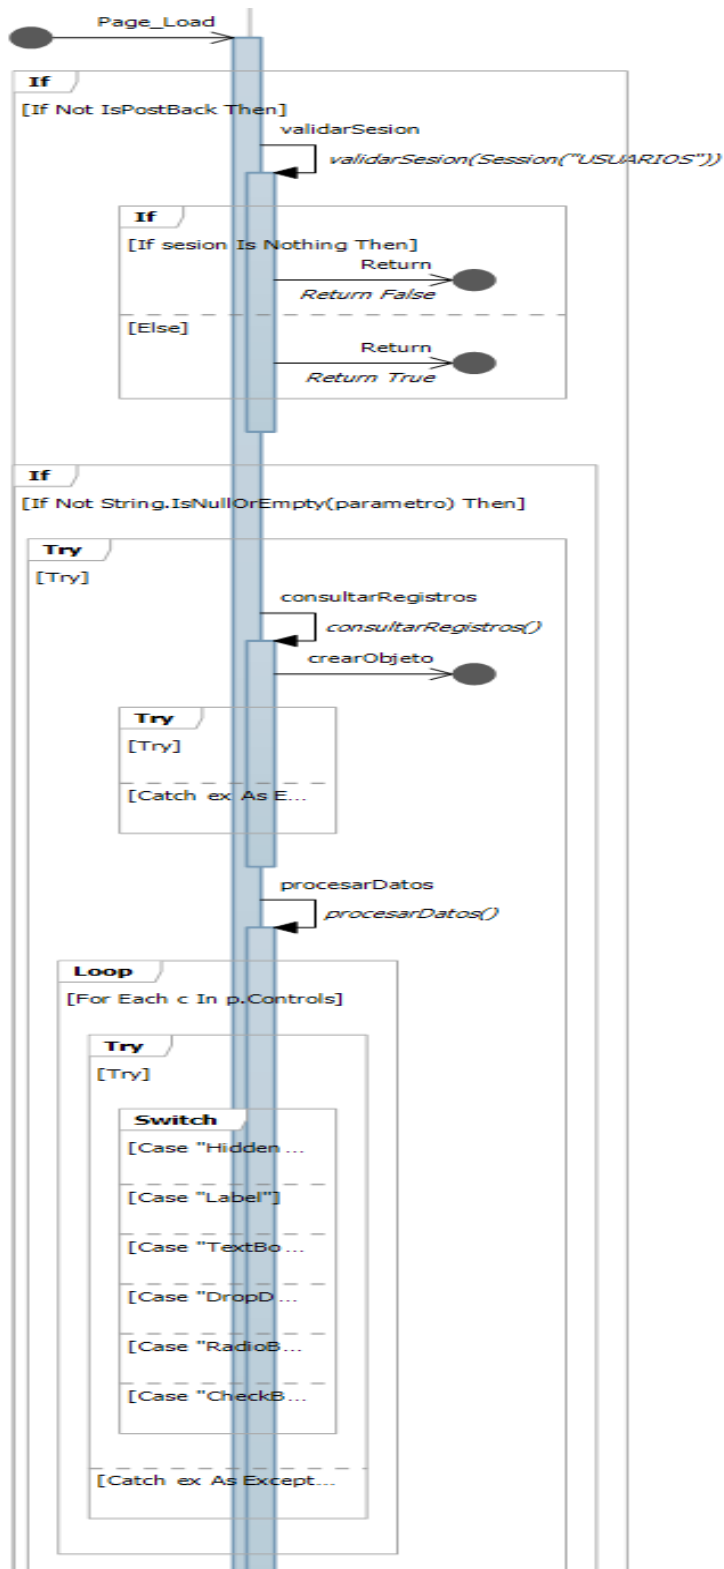 Page_Load
If
[If Not IsPostBack Then]
validarSesion
validarSesion(Session("USUARIOS"))
If
[If sesion Is Nothing Then]
Return
Return False
[Else]
Return
Return True
If
[If Not String.IsNullOrEmpty(parametro) Then]
Try
[Try]
consultarRegistros
consultarRegistros()
crearObjeto
Try
[Try]
[Catch ex As E...
procesarDatos
procesarDatos()
Loop
[For Each c In p.Controls]
Try
[Try]
Switch
[Case "Hidden ...
[Case "Label"]
[Case "TextBo ...
[Case "DropD ...
[Case "RadioB...
[Case "CheckB...
[Catch ex As Except...